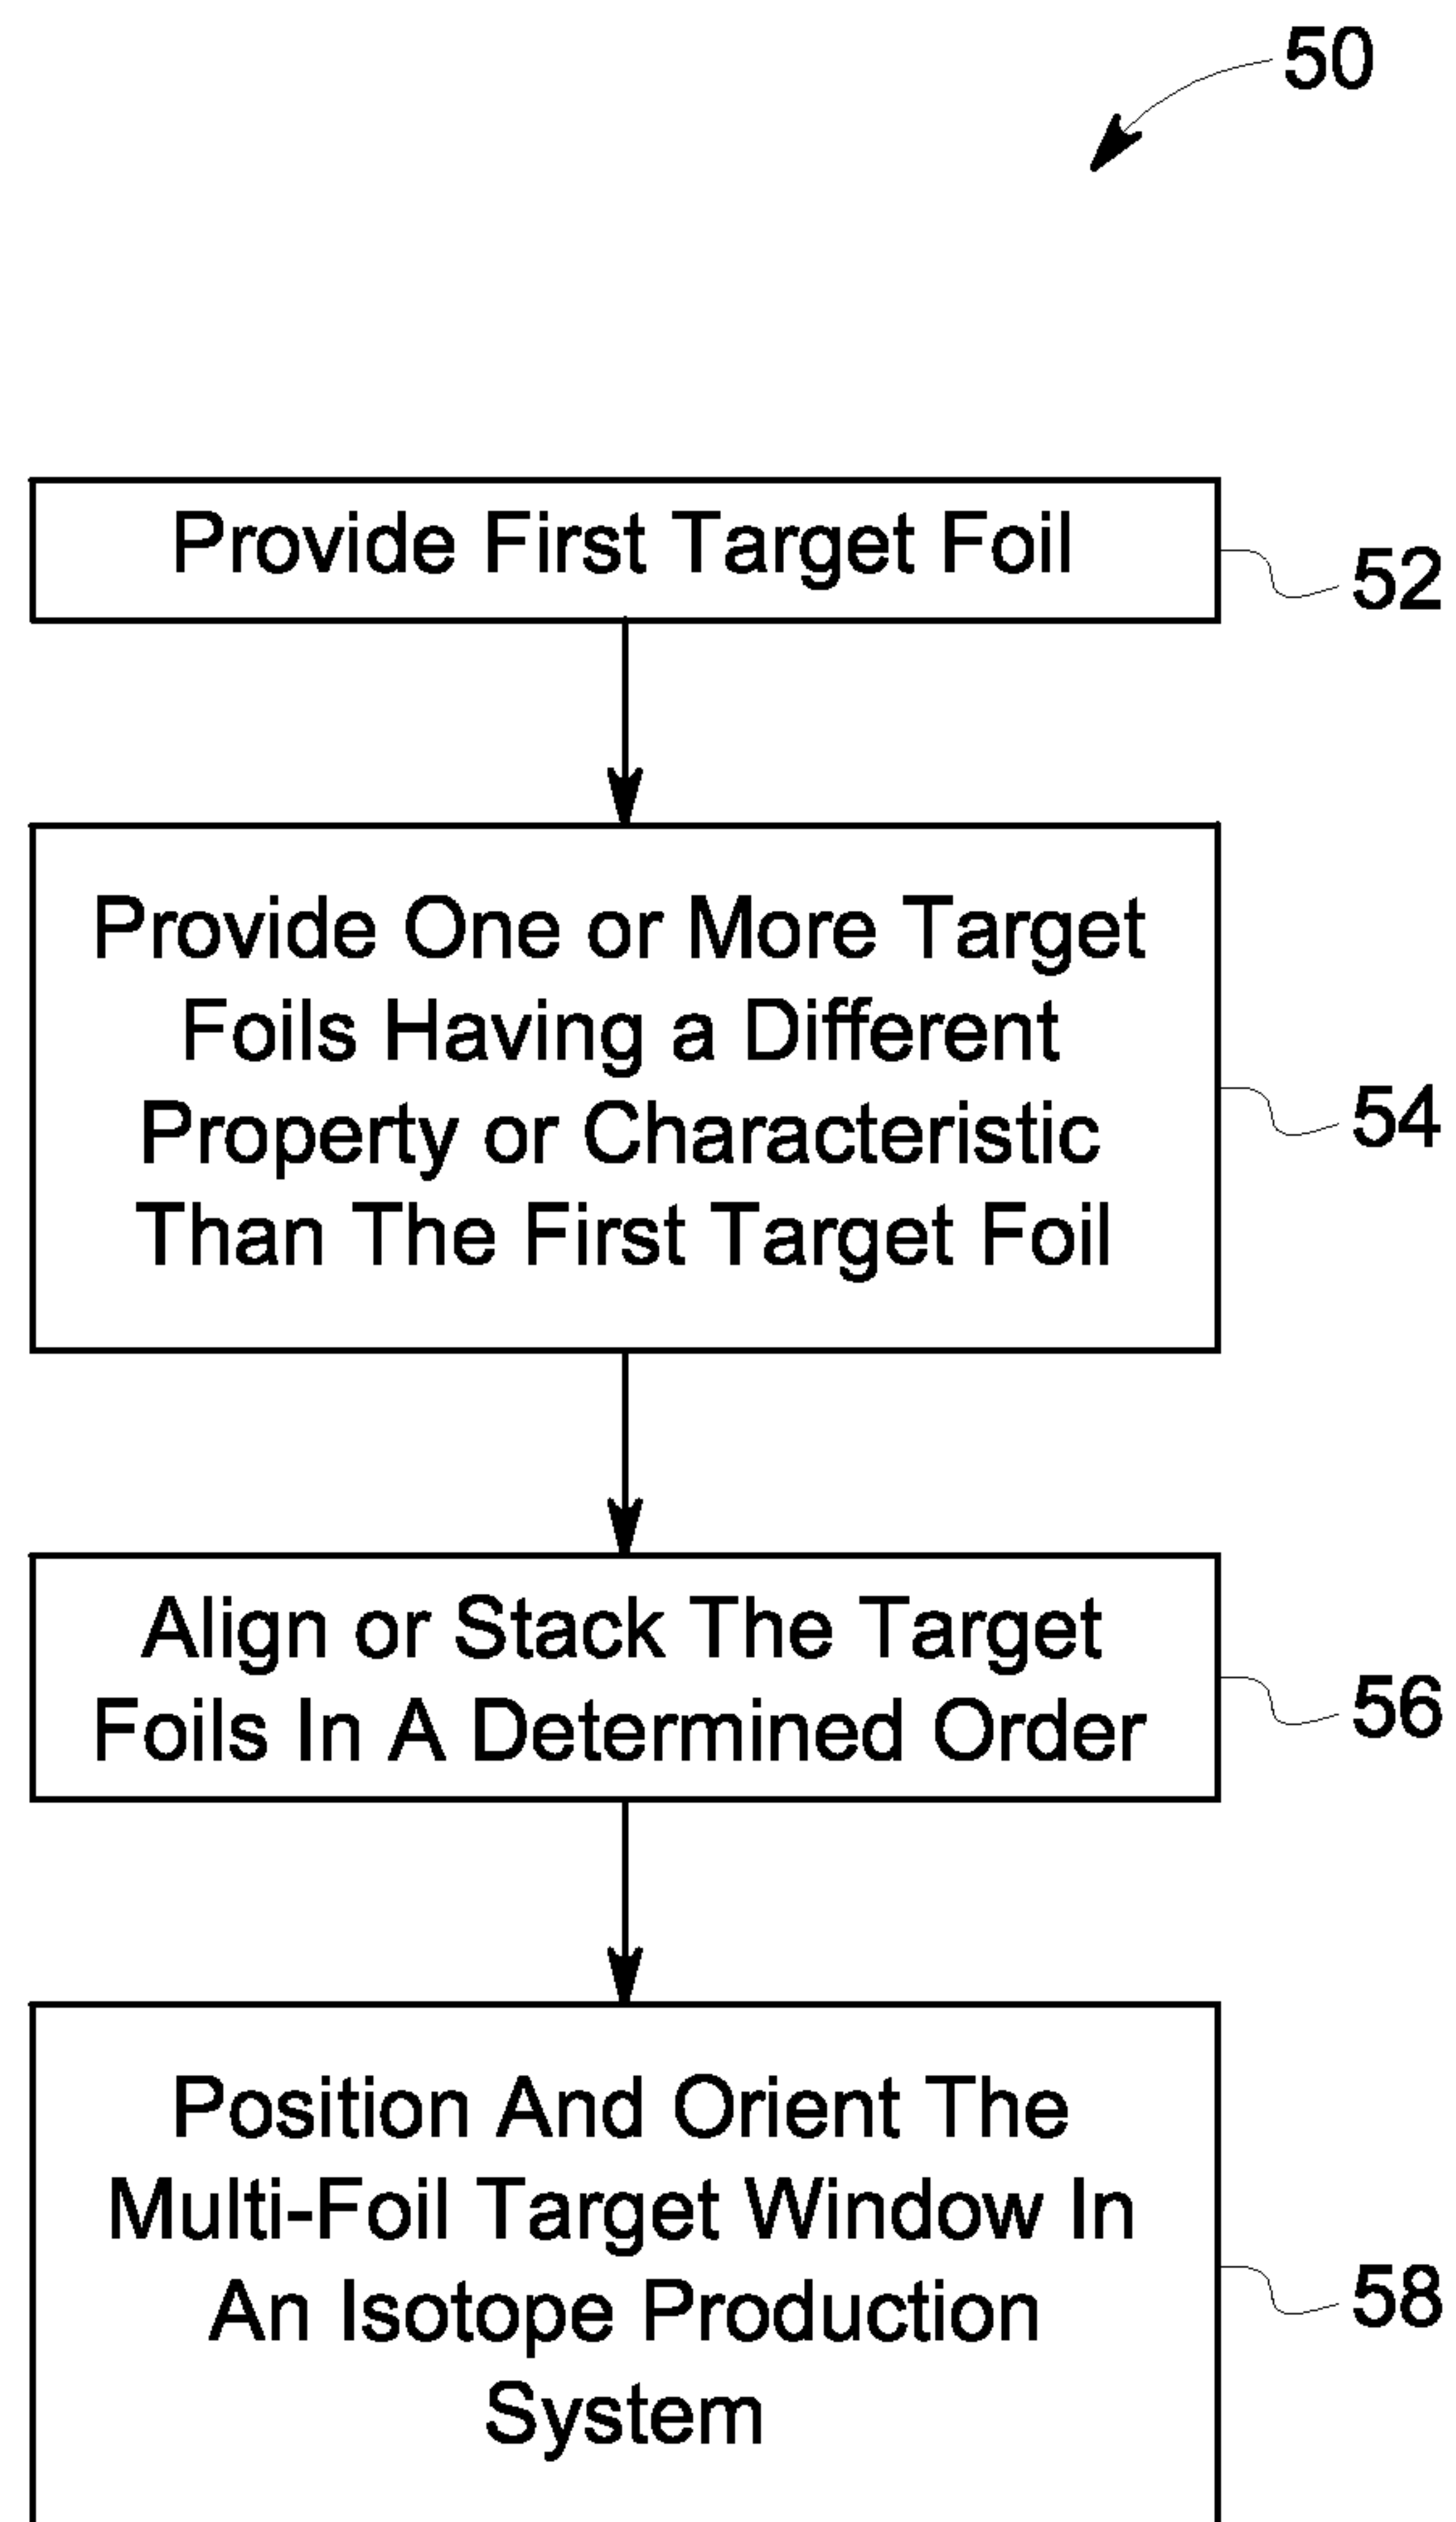 50
Provide First Target Foil
52
Provide One or More Target
Foils Having a Different
Property or Characteristic
Than The First Target Foil
54
Align or Stack The Target
Foils In A Determined Order
56
Position And Orient The
Multi-Foil Target Window In
An Isotope Production
System
58